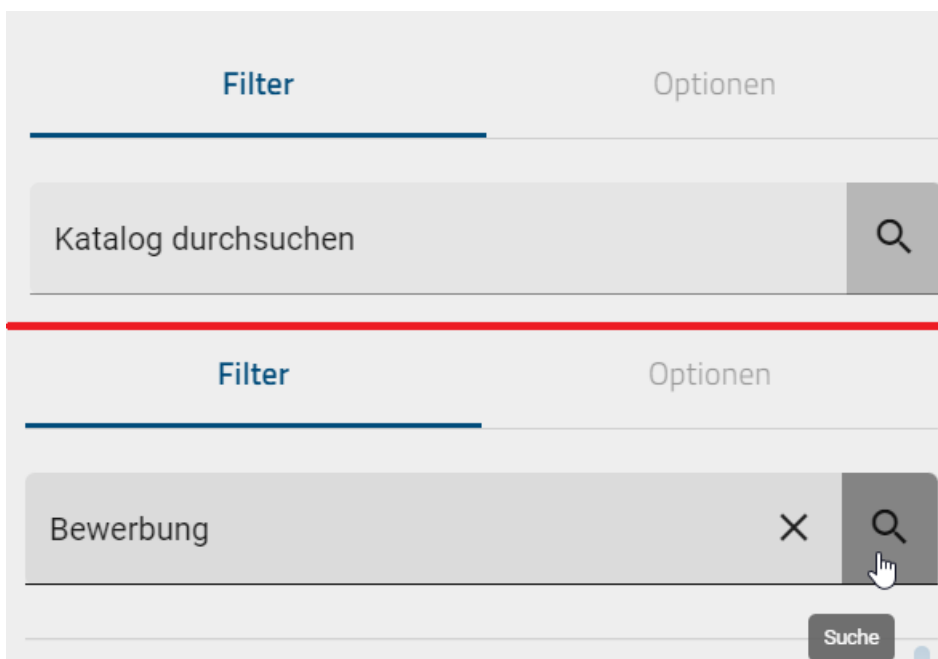 Filter Optionen
Katalog durchsuchen
Filter Optionen
Bewerbung
Suche